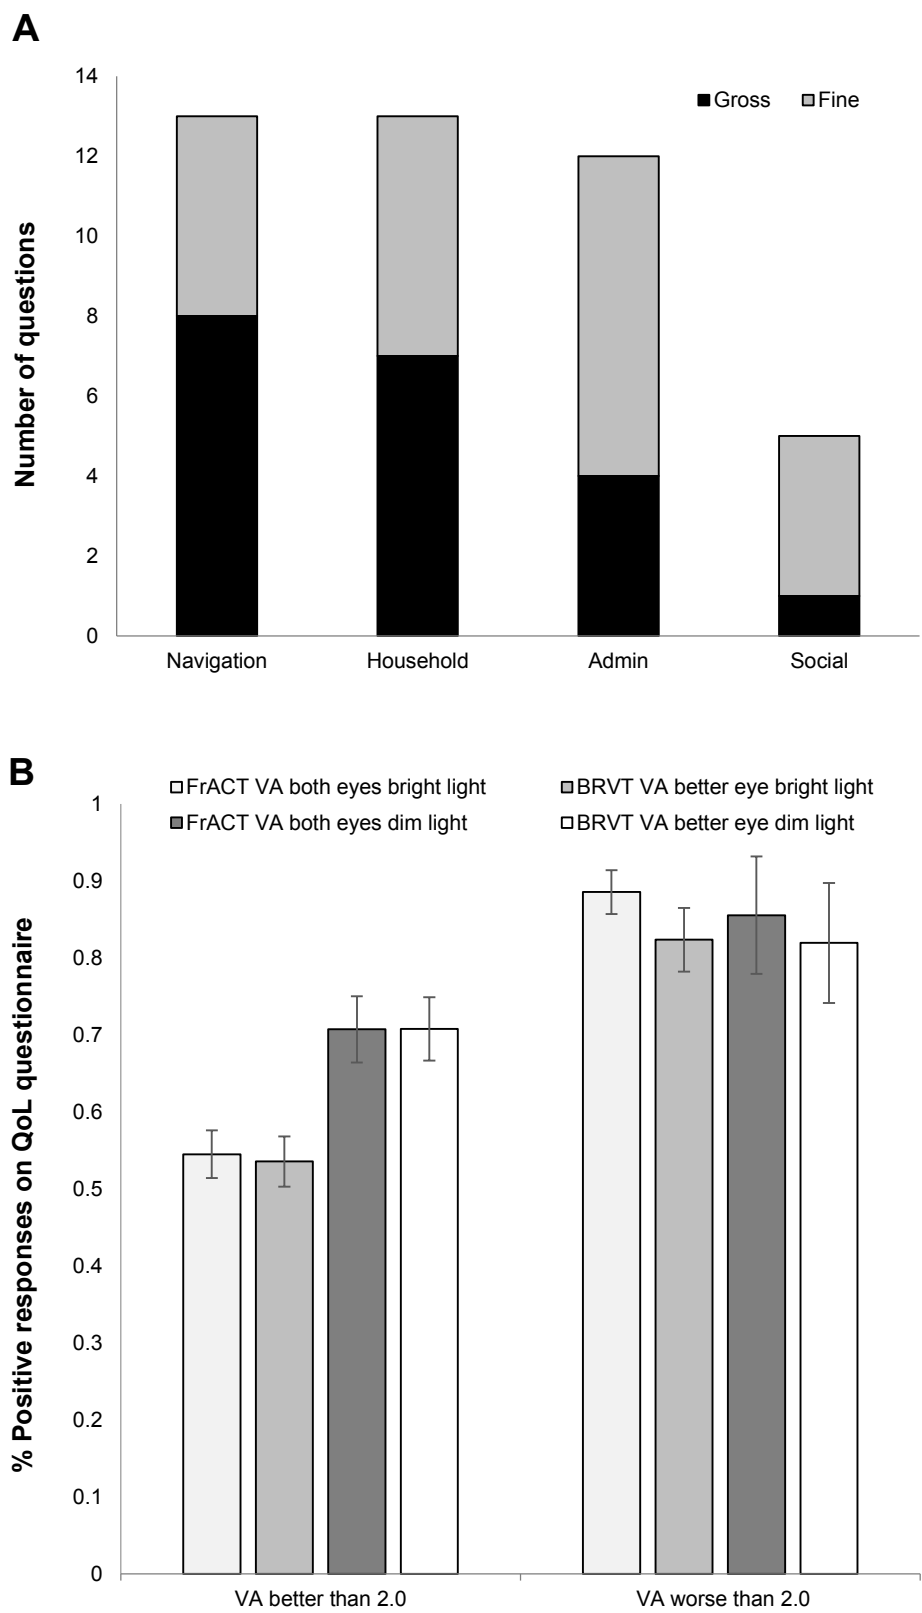 A
14
12
10
8
6
4
2
0
Number of questions
Gross Fine
Navigation Household Admin Social
B
FrACT VA both eyes bright light BRVT VA better eye bright light
FrACT VA both eyes dim light BRVT VA better eye dim light
1
0.9
0.8
0.7
0.6
0.5
0.4
0.3
0.2
0.1
0
% Positive responses on QoL questionnaire
VA better than 2.0 VA worse than 2.0